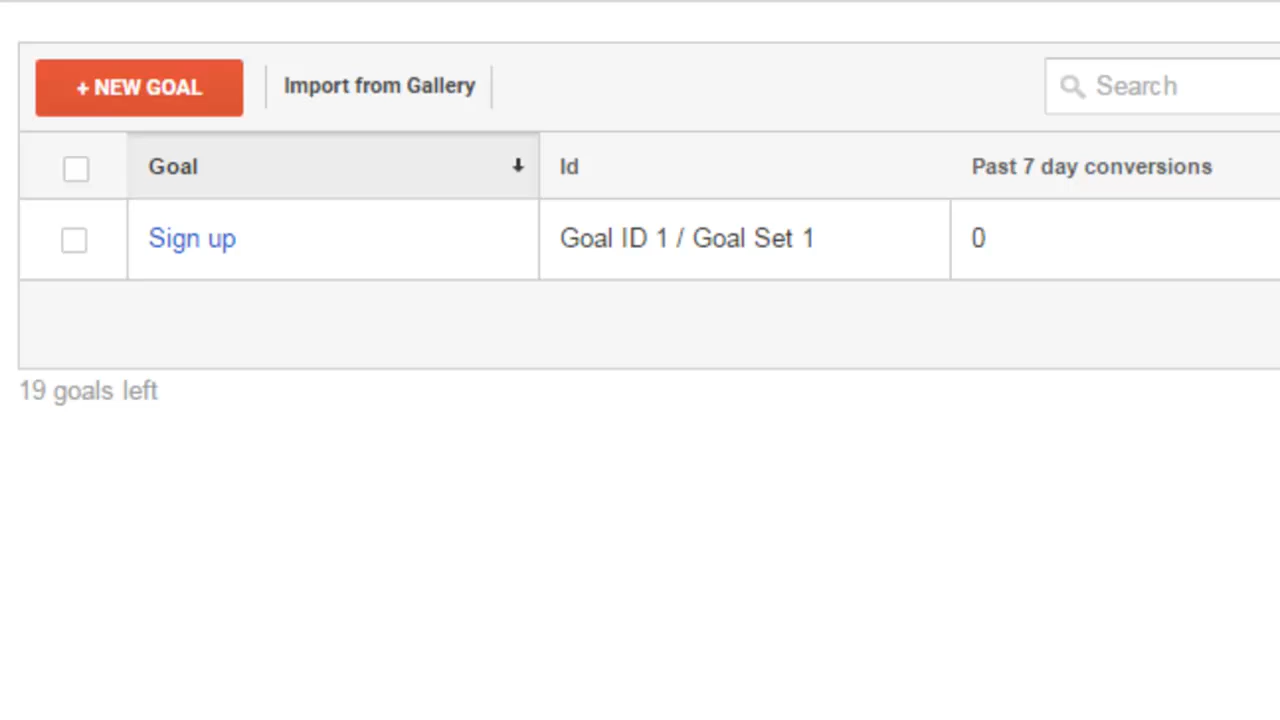 + NEW GOAL Import from Gallery Search
Goal Id Past 7 day conversions
Sign up Goal ID 1 / Goal Set 1 0
19 goals left